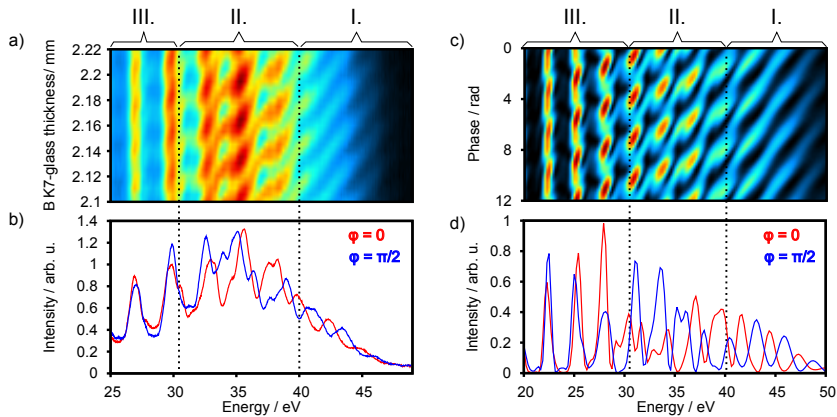 III. II. I.
a)
BK7-glass thickness/ mm
2.22
2.2
2.18
2.16
2.14
2.12
2.1
b)
Intensity / arb. u.
1.4
1.2
1
0.8
0.6
0.4
0.2
0
φ = 0
φ = π/2
25 30 35 40 45
Energy / eV
III. II. I.
c)
Phase / rad
0
4
8
12
d)
Intensity / arb. u.
1
0.8
0.6
0.4
0.2
0
φ = 0
φ = π/2
20 25 30 35 40 45 50
Energy / eV